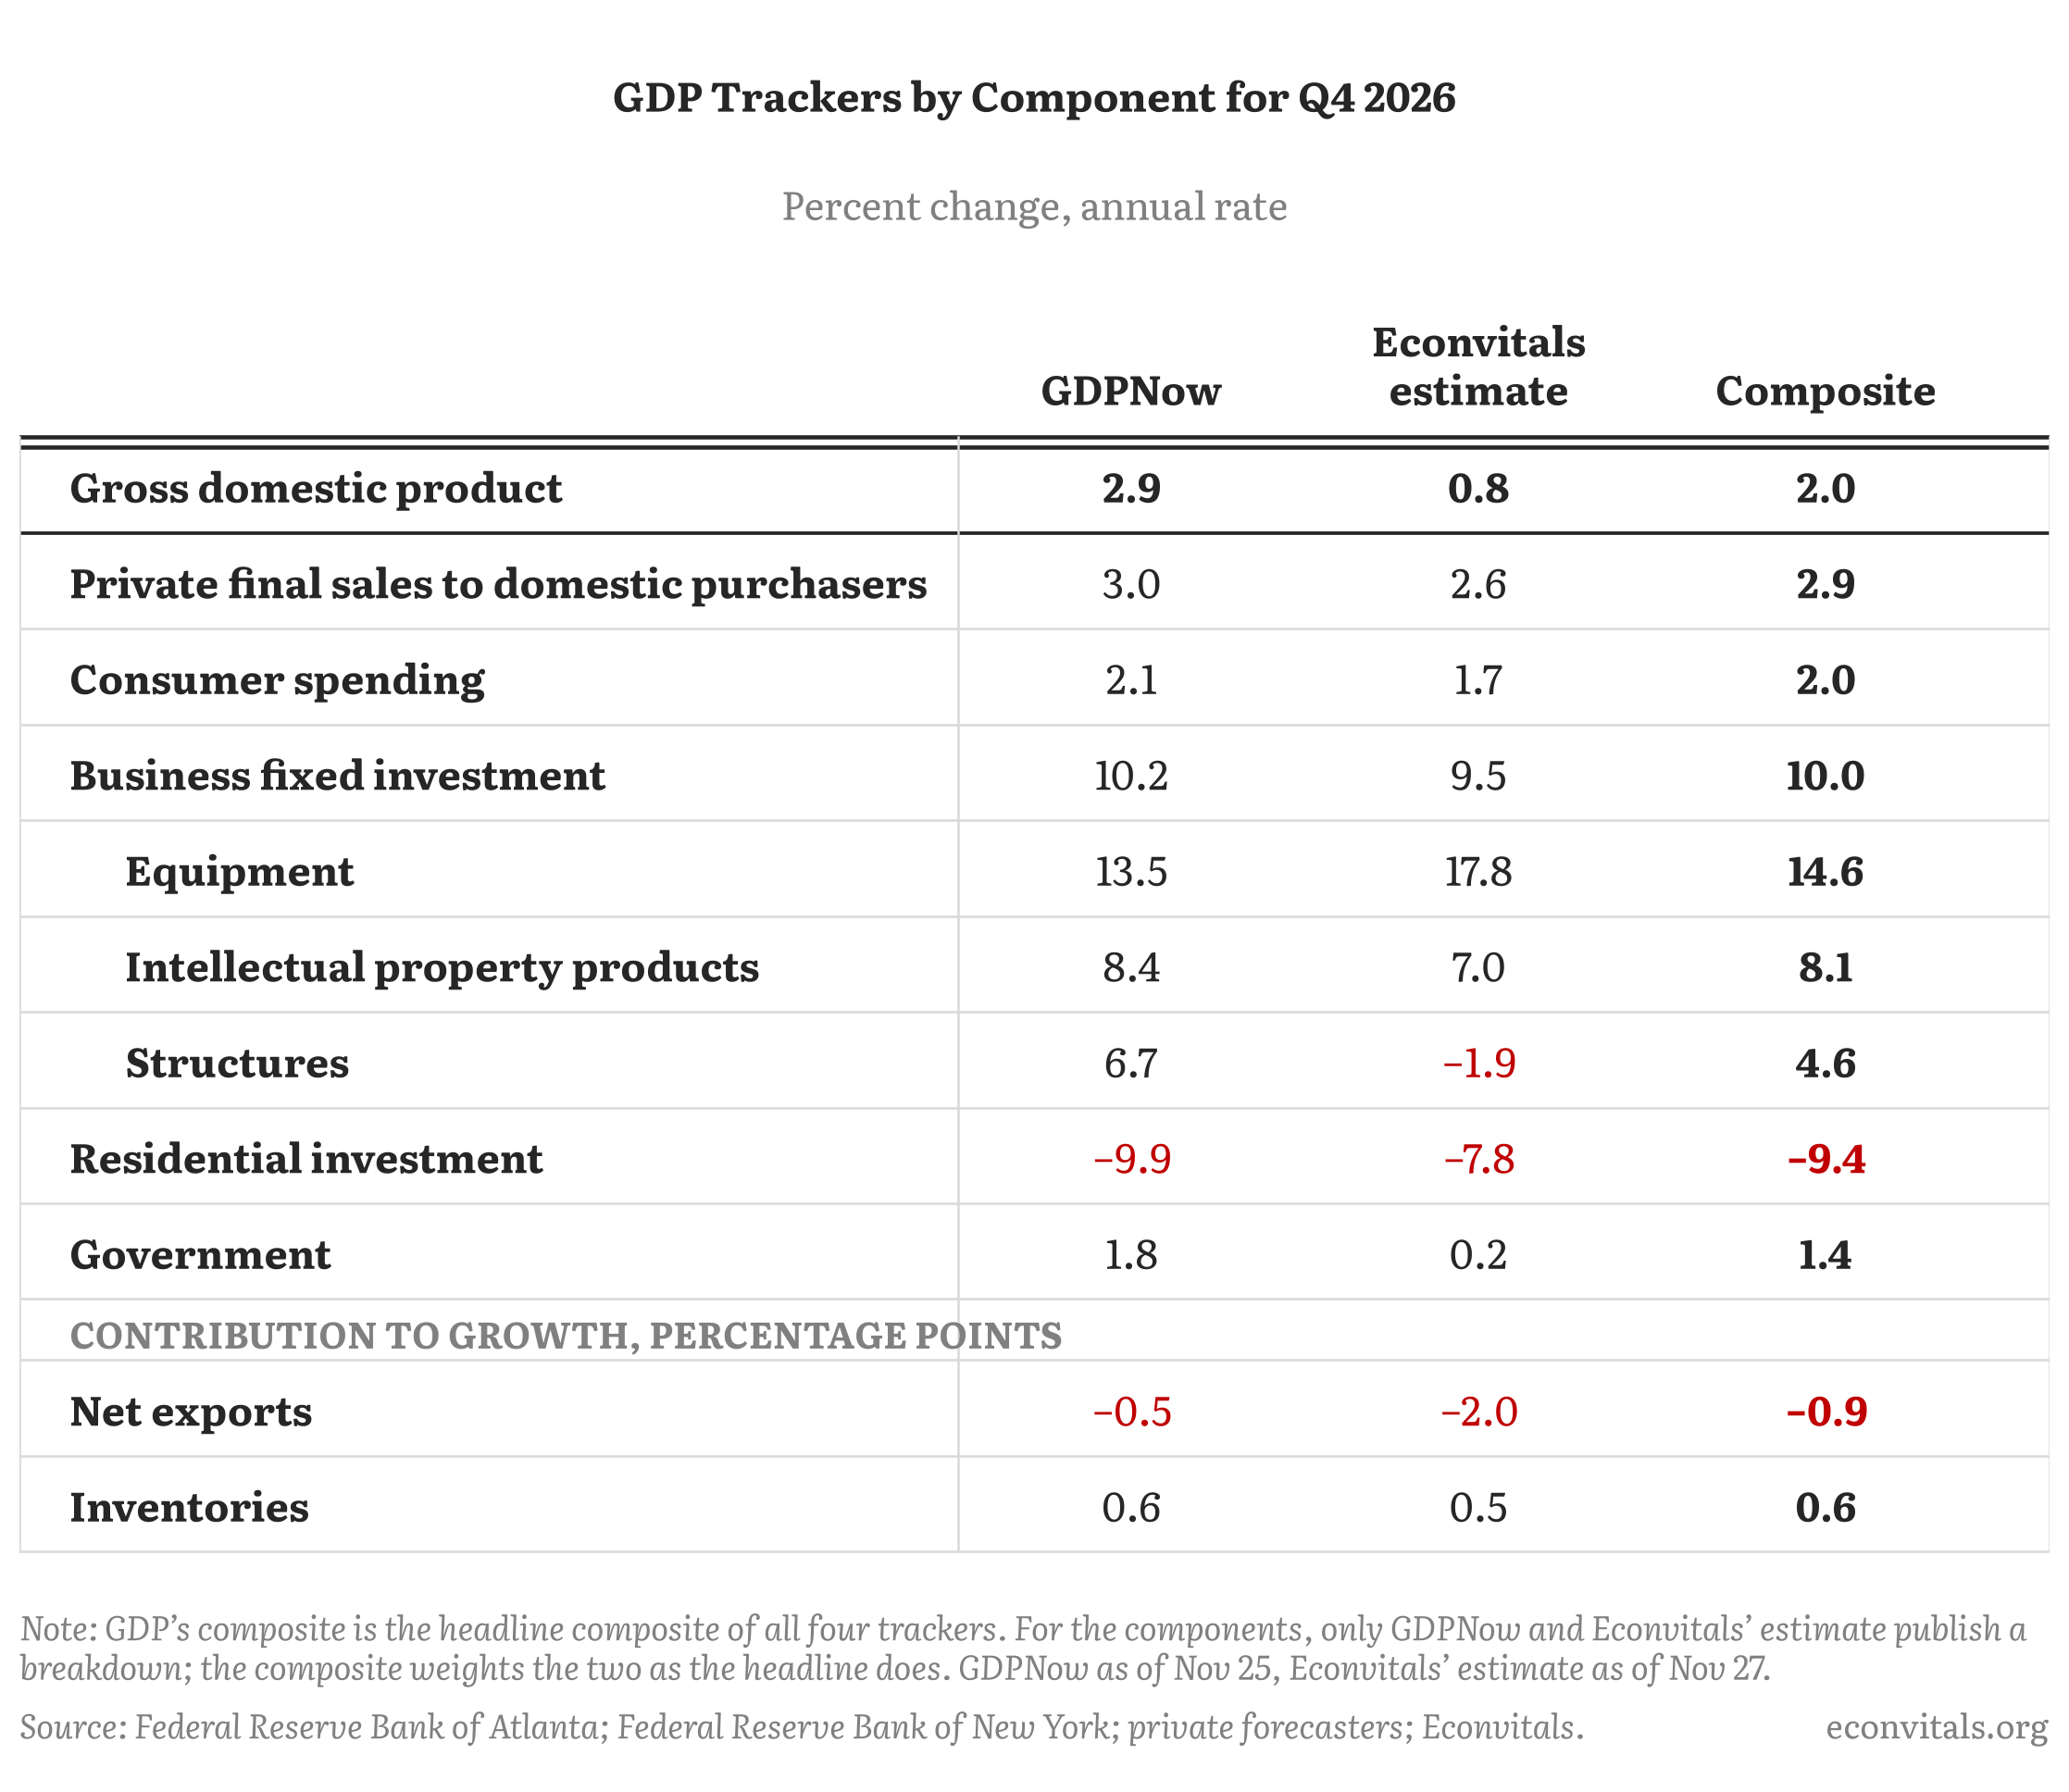 GDP Trackers by Component for Q4 2026
Percent change, annual rate
GDPNow Econvitals estimate Composite
Gross domestic product 2.9 0.8 2.0
Private final sales to domestic purchasers 3.0 2.6 2.9
Consumer spending 2.1 1.7 2.0
Business fixed investment 10.2 9.5 10.0
Equipment 13.5 17.8 14.6
Intellectual property products 8.4 7.0 8.1
Structures 6.7 −1.9 4.6
Residential investment −9.9 −7.8 −9.4
Government 1.8 0.2 1.4
CONTRIBUTION TO GROWTH, PERCENTAGE POINTS
Net exports −0.5 −2.0 −0.9
Inventories 0.6 0.5 0.6
Note: GDP’s composite is the headline composite of all four trackers. For the components, only GDPNow and Econvitals’ estimate publish a
breakdown; the composite weights the two as the headline does. GDPNow as of Nov 25, Econvitals’ estimate as of Nov 27.
Source: Federal Reserve Bank of Atlanta; Federal Reserve Bank of New York; private forecasters; Econvitals. econvitals.org